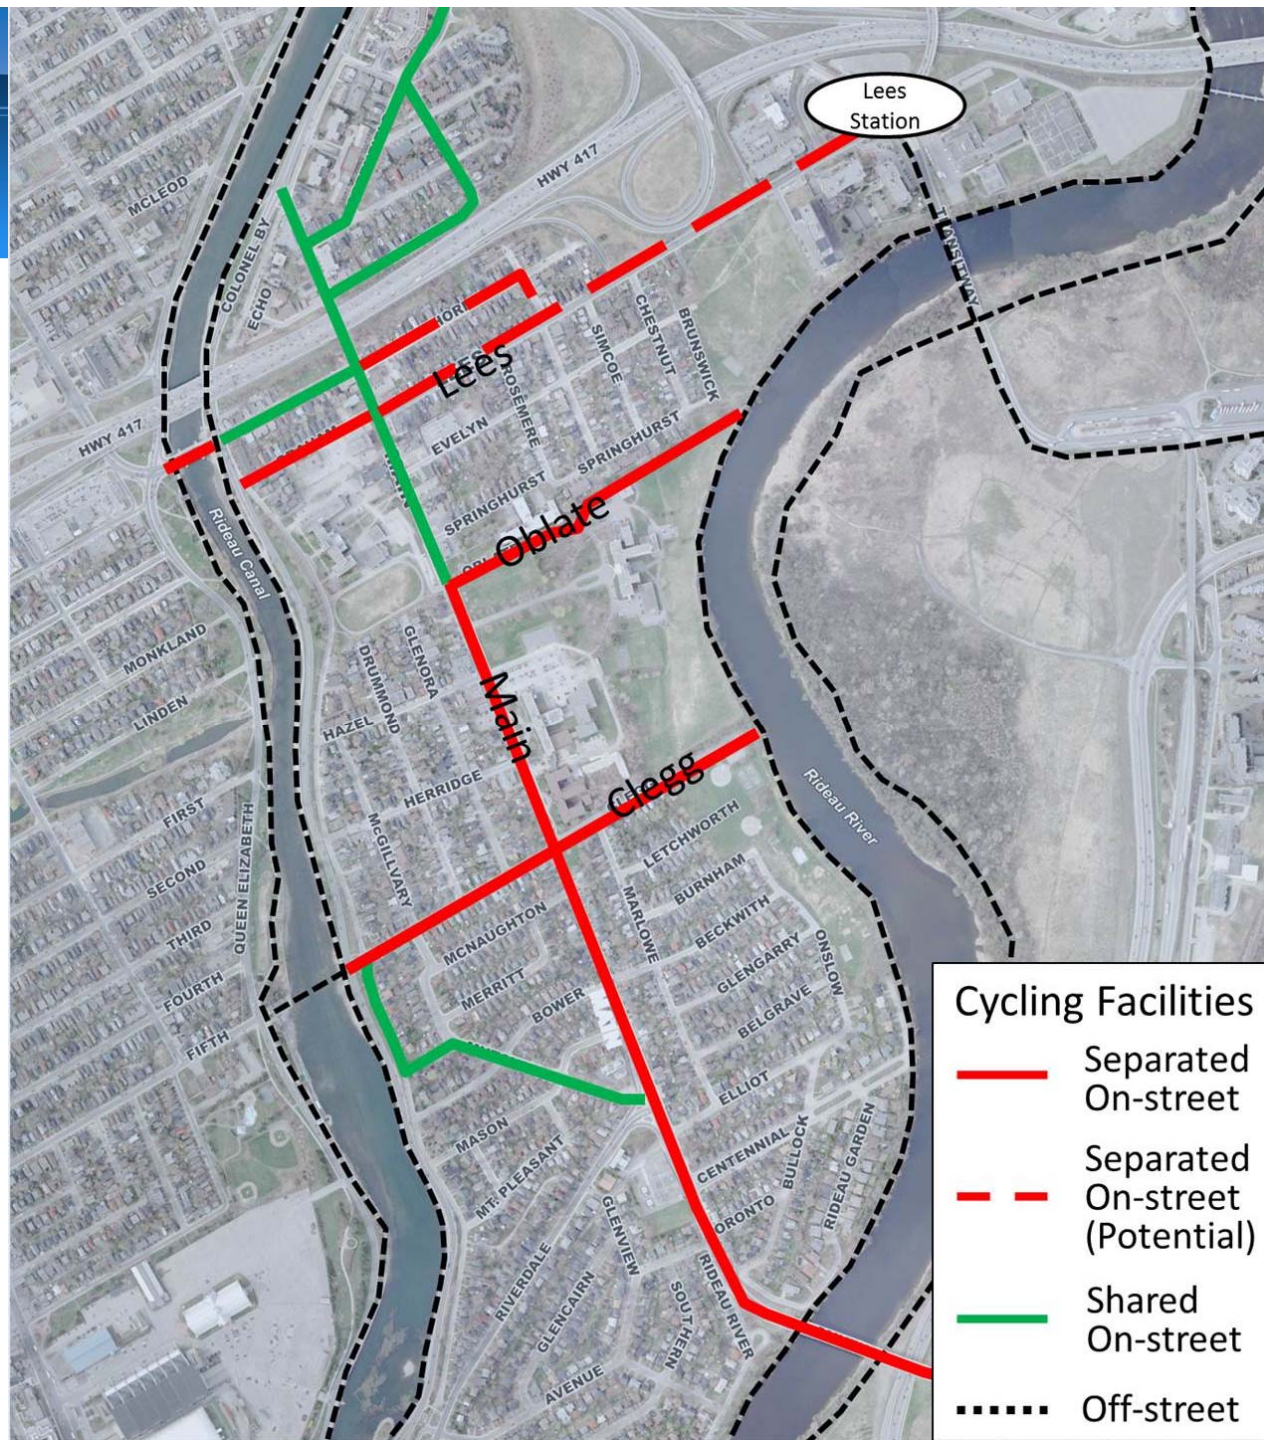 Lees
Station
HWY 417
MCLEOD
COLONEL BY
ECHO
TRANSITWAY
CHESTNUT
BRUNSWICK
SIMCOE
Lees
ROSEMERE
EVELYN
HWY 417
SPRINGHURST
SPRINGHURST
Oblate
Rideau Canal
MONKLAND
LINDEN
GLENORA
DRUMMOND
HAZEL
Main
HERRIDGE
Clegg
Rideau River
FIRST
SECOND
THIRD
FOURTH
FIFTH
QUEEN ELIZABETH
McGILLVARY
LETCHWORTH
BURNHAM
MARLOWE
BECKWITH
MCNAUGHTON
MERRITT
BOWER
GLENGARRY
ONSLOW
BELGRAVE
ELLIOT
MASON
MT. PLEASANT
CENTENNIAL
BULLOCK
RIDEAU GARDEN
ORONTO
GLENVIEW
RIVERDALE
GLENCAIRN
RIDEAU RIVER
SOUTHERN
AVENUE
Cycling Facilities
Separated
On-street
Separated
On-street
(Potential)
Shared
On-street
Off-street